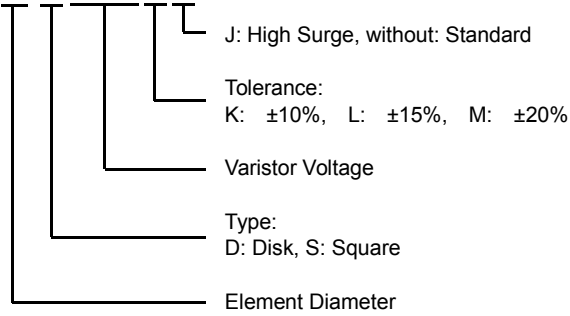 J: High Surge, without: Standard
Tolerance:
K: ±10%, L: ±15%, M: ±20%
Varistor Voltage
Type:
D: Disk, S: Square
Element Diameter